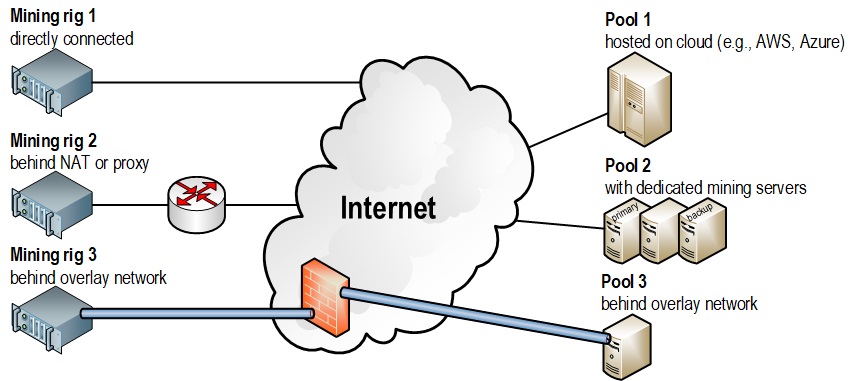 Mining rig 1
directly connected
Mining rig 2
behind NAT or proxy
Mining rig 3
behind overlay network
Internet
Pool 1
hosted on cloud (e.g., AWS, Azure)
Pool 2
with dedicated mining servers
primary
backup
Pool 3
behind overlay network